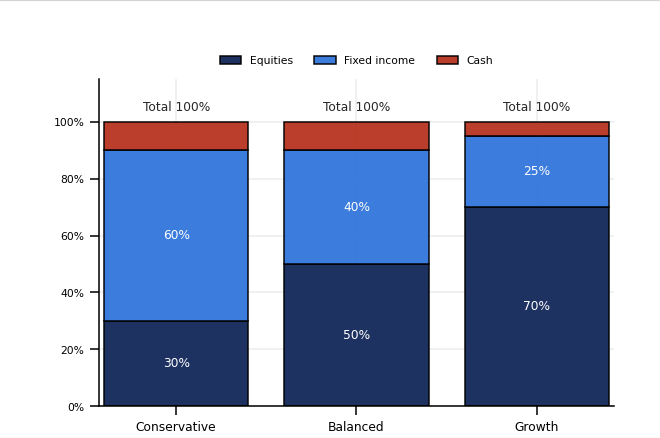 Equities Fixed income Cash
Total 100% Total 100% Total 100%
100%
80%
60%
40%
20%
0%
60% 40% 25%
30% 50% 70%
Conservative Balanced Growth